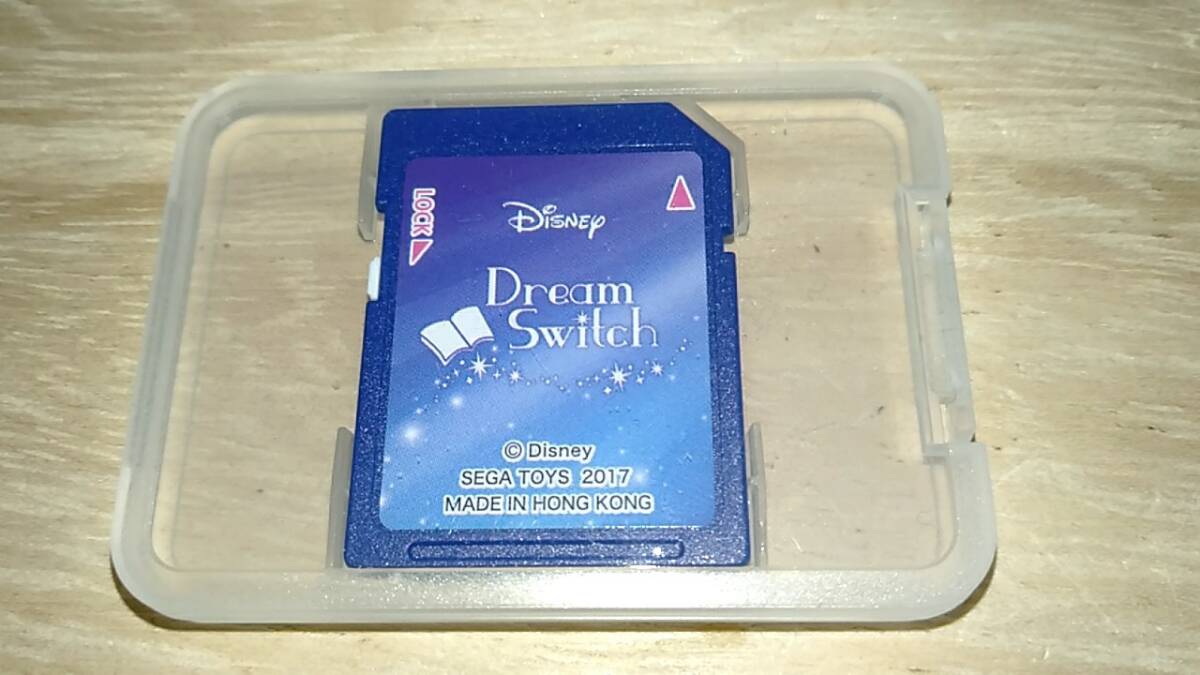 LOCK
Disney
Dream
Switch
© Disney
SEGA TOYS 2017
MADE IN HONG KONG